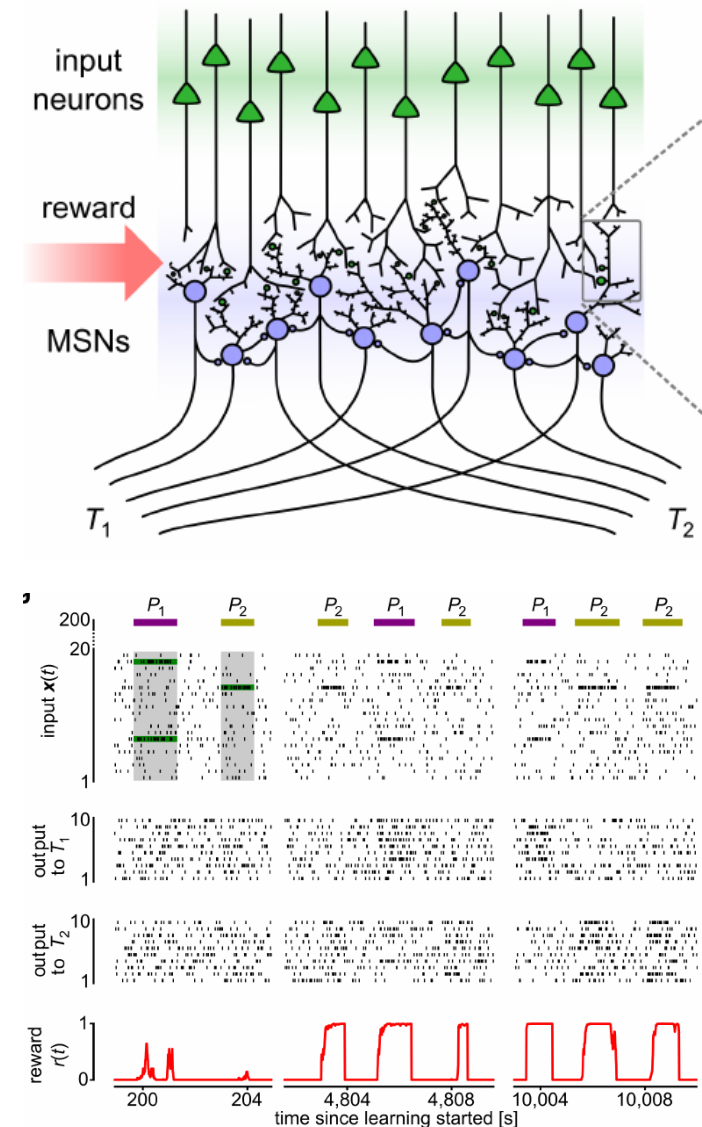 input
neurons
reward
MSNs
T1
T2
P1
P2
P2
P1
P2
P1
P2
P2
200
20
input x(t)
1
10
output
to T1
1
10
output
to T2
1
1
reward
r(t)
0
200
204
4,804
4,808
10,004
10,008
time since learning started [s]